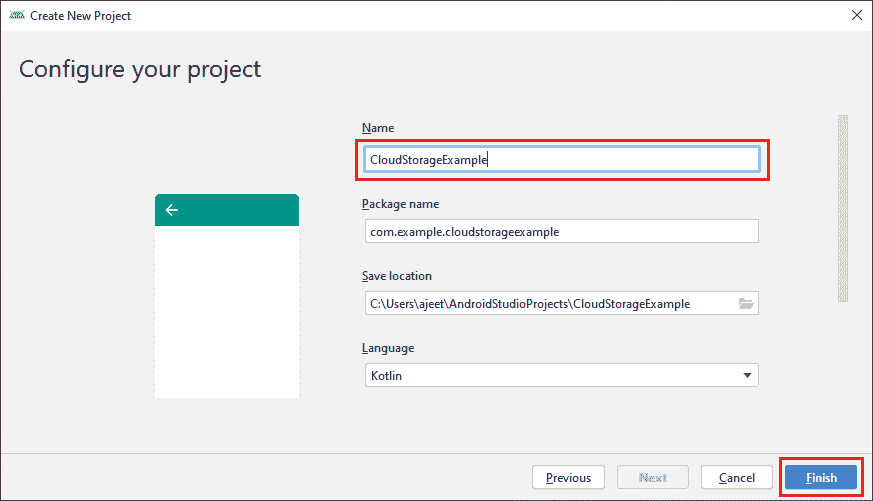 Create New Project
Configure your project
Name
CloudStorageExample
Package name
com.example.cloudstorageexample
Save location
C:\Users\ajeet\AndroidStudioProjects\CloudStorageExample
Language
Kotlin
Previous Next Cancel Finish